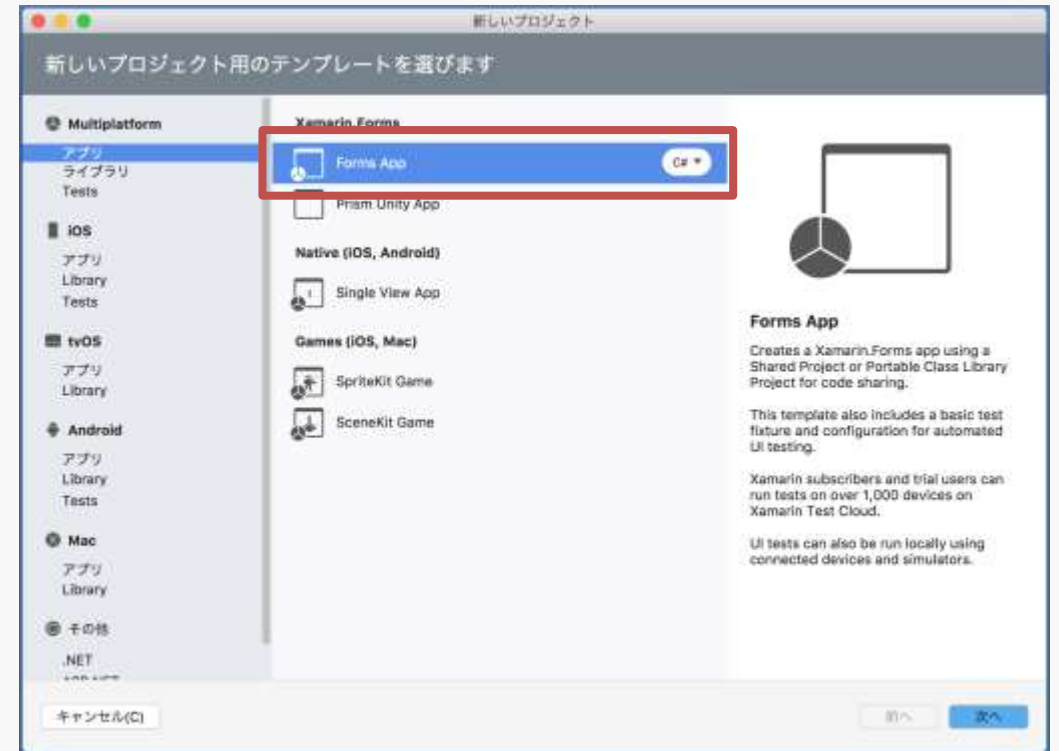 新しいプロジェクト
新しいプロジェクト用のテンプレートを選びます
Multiplatform
アプリ
ライブラリ
Tests
iOS
アプリ
Library
Tests
tvOS
アプリ
Library
Android
アプリ
Library
Tests
Mac
アプリ
Library
その他
.NET
Xamarin.Forms
Forms App
C#
Prism Unity App
Native (iOS, Android)
Single View App
Games (iOS, Mac)
SpriteKit Game
SceneKit Game
Forms App
Creates a Xamarin.Forms app using a
Shared Project or Portable Class Library
Project for code sharing.
This template also includes a basic test
fixture and configuration for automated
UI testing.
Xamarin subscribers and trial users can
run tests on over 1,000 devices on
Xamarin Test Cloud.
UI tests can also be run locally using
connected devices and simulators.
キャンセル(C)
前へ
次へ